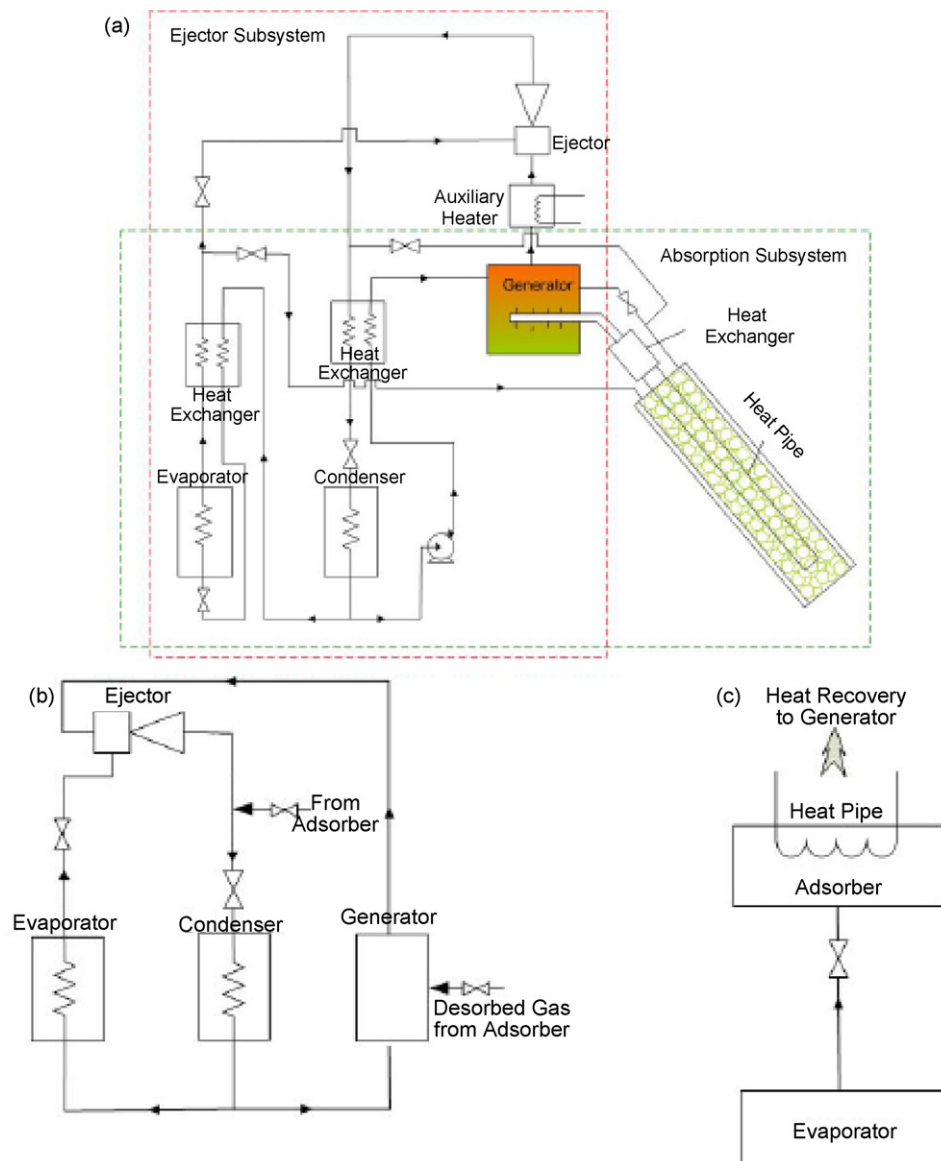 (a)
Ejector Subsystem
Ejector
Auxiliary
Heater
Absorption Subsystem
Generator
Heat
Exchanger
Heat
Exchanger
Heat
Exchanger
Heat Pipe
Evaporator
Condenser
(b)
Ejector
From
Adsorber
Evaporator
Condenser
Generator
Desorbed Gas
from Adsorber
(c)
Heat Recovery
to Generator
Heat Pipe
Adsorber
Evaporator